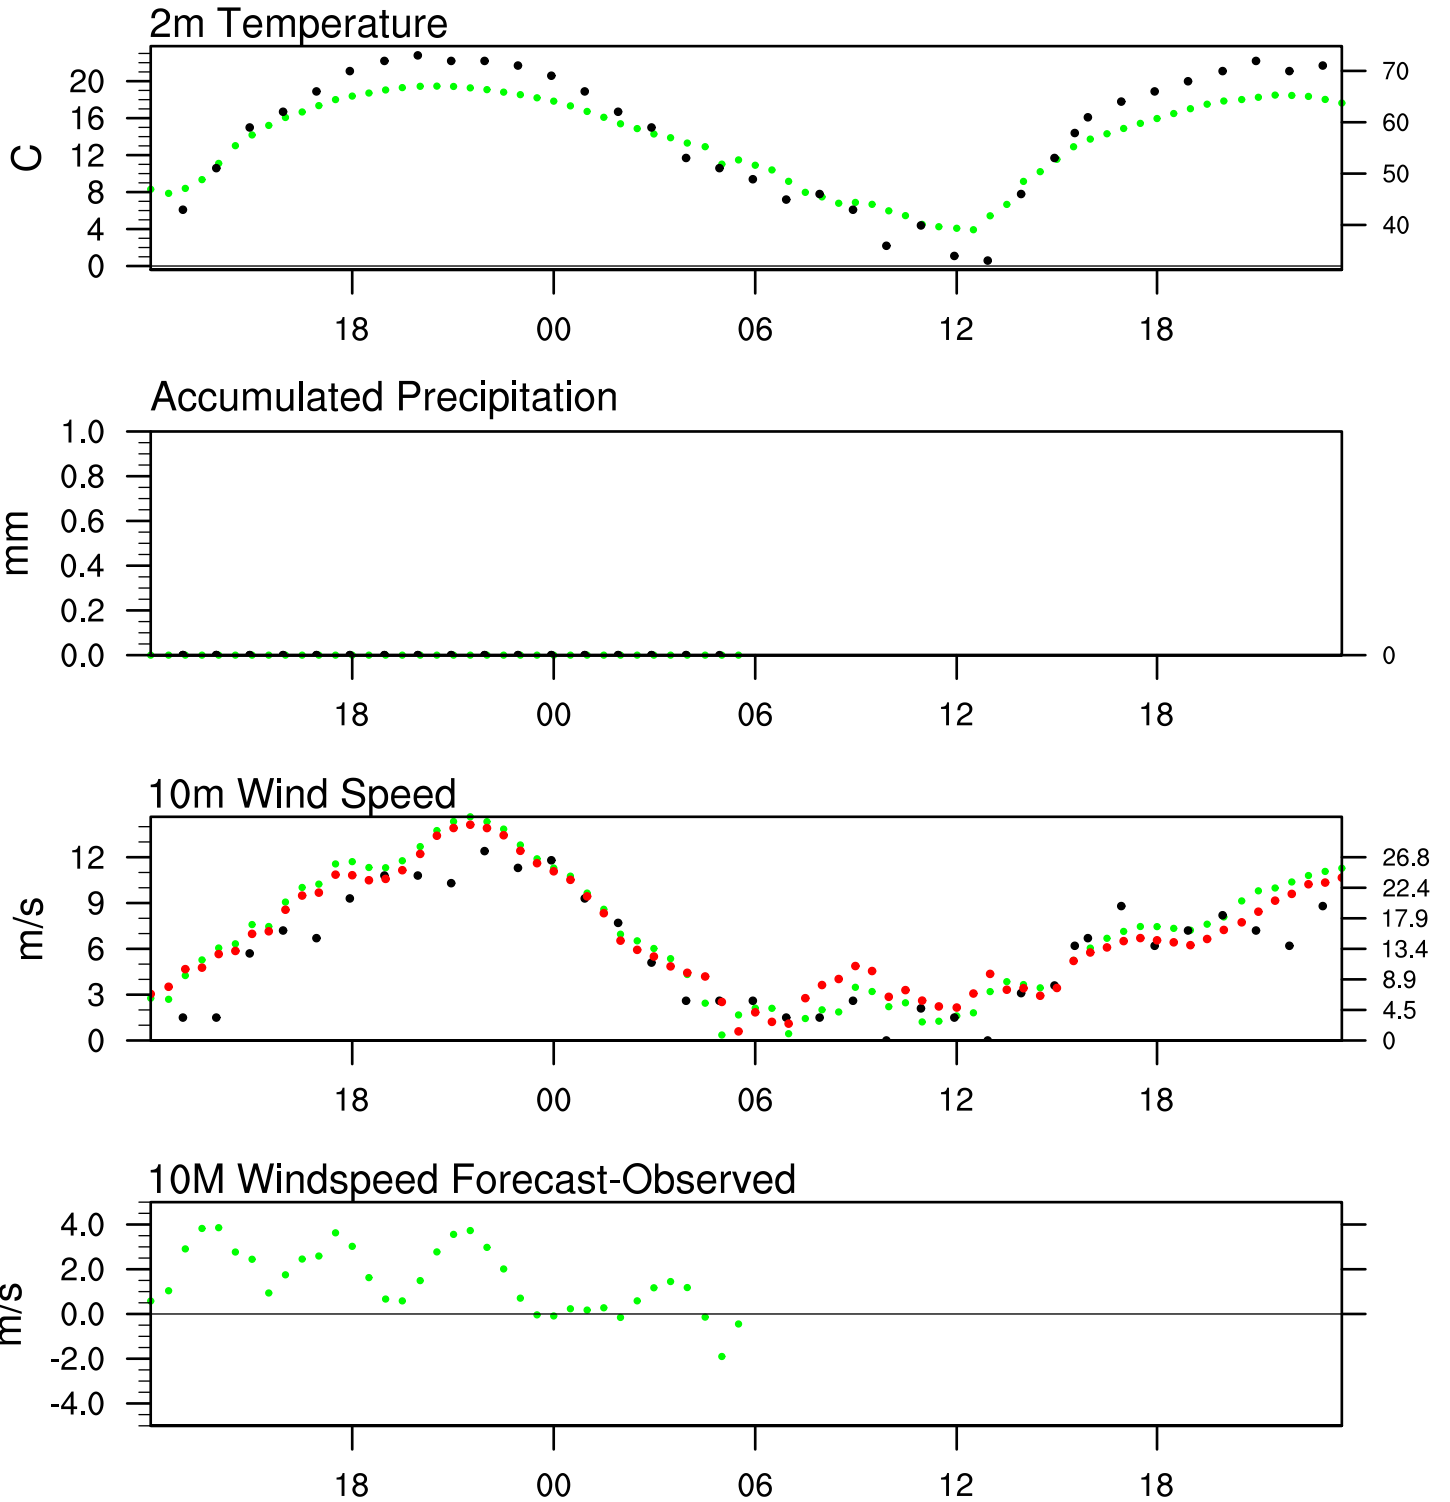 2m Temperature
20
16
12
8
4
0
C
70
60
50
40
18 00 06 12 18
Accumulated Precipitation
1.0
0.8
0.6
0.4
0.2
0.0
mm
0
18 00 06 12 18
10m Wind Speed
12
9
6
3
0
m/s
26.8
22.4
17.9
13.4
8.9
4.5
0
18 00 06 12 18
10M Windspeed Forecast-Observed
4.0
2.0
0.0
-2.0
-4.0
m/s
18 00 06 12 18